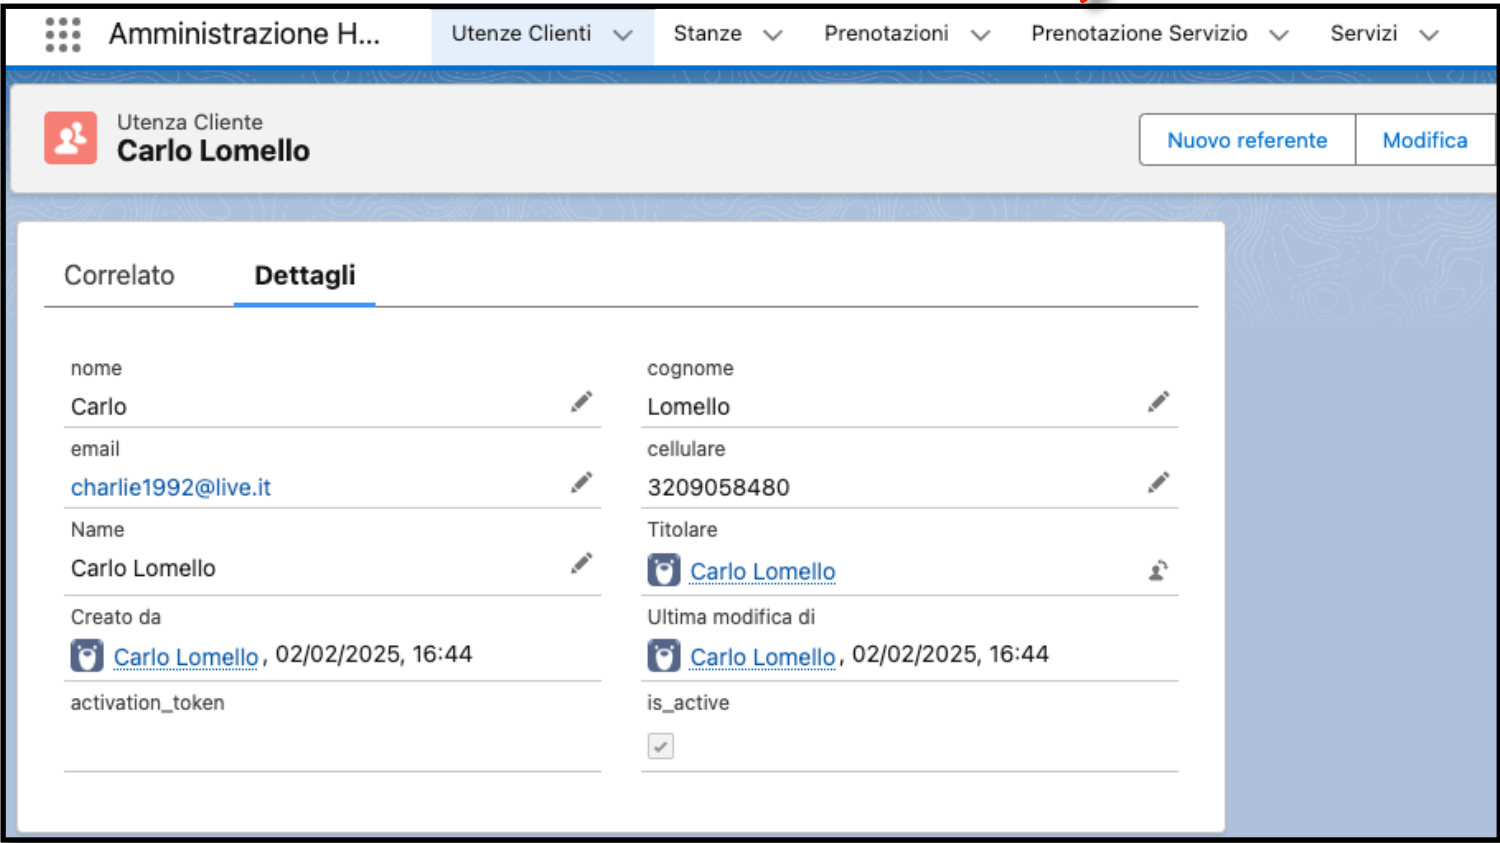 Amministrazione H... Utenze Clienti Stanze Prenotazioni Prenotazione Servizio Servizi
Utenza Cliente
Carlo Lomello
Nuovo referente Modifica
Correlato Dettagli
nome cognome
Carlo Lomello
email cellulare
charlie1992@live.it 3209058480
Name Titolare
Carlo Lomello Carlo Lomello
Creato da Ultima modifica di
Carlo Lomello, 02/02/2025, 16:44 Carlo Lomello, 02/02/2025, 16:44
activation_token is_active